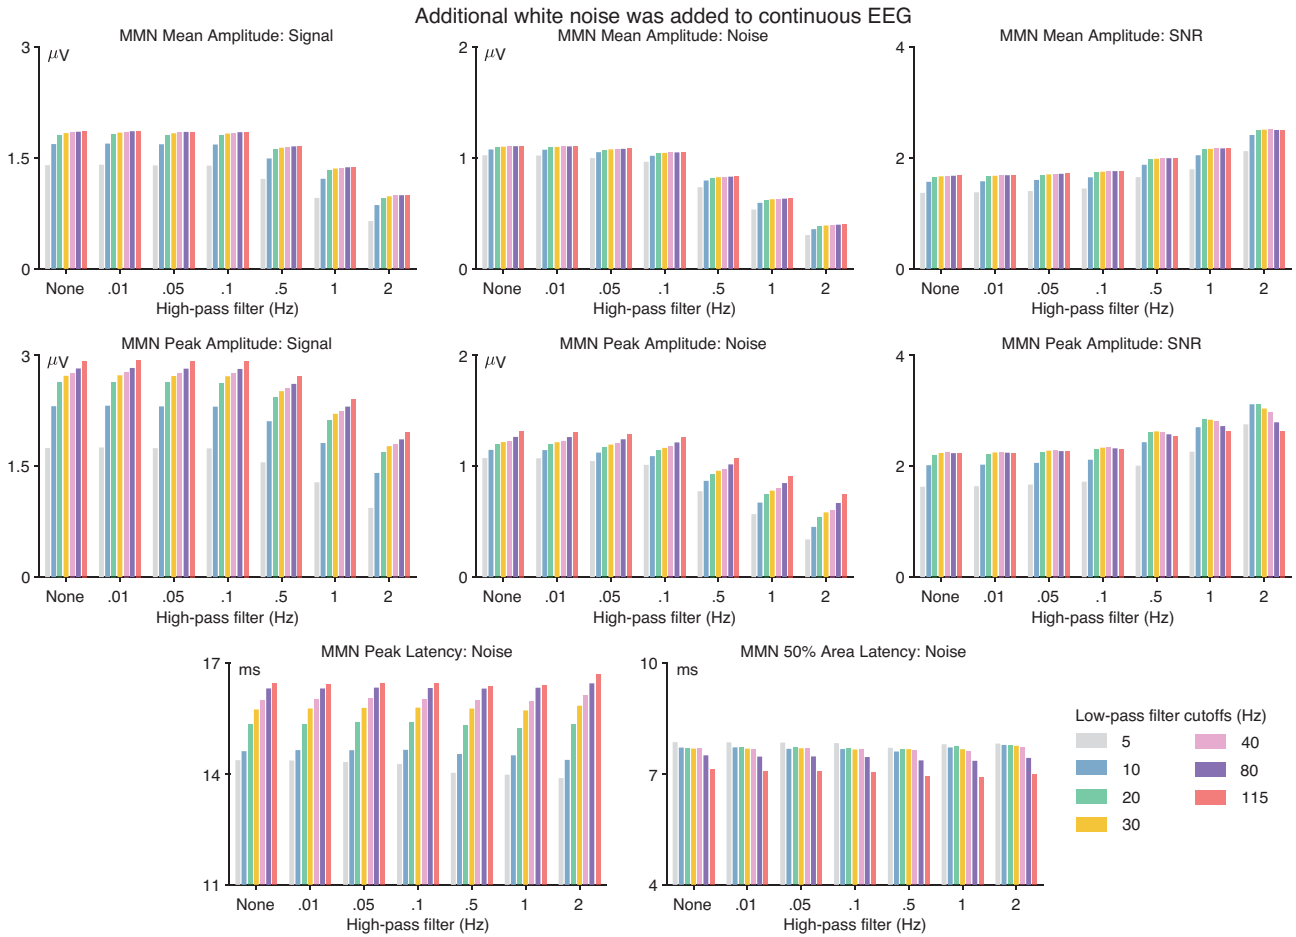 Additional white noise was added to continuous EEG
MMN Mean Amplitude: Signal
3
μV
1.5
0
None .01 .05 .1 .5 1 2
High-pass filter (Hz)
MMN Mean Amplitude: Noise
2
μV
1
0
None .01 .05 .1 .5 1 2
High-pass filter (Hz)
MMN Mean Amplitude: SNR
4
2
0
None .01 .05 .1 .5 1 2
High-pass filter (Hz)
MMN Peak Amplitude: Signal
3
μV
1.5
0
None .01 .05 .1 .5 1 2
High-pass filter (Hz)
MMN Peak Amplitude: Noise
2
μV
1
0
None .01 .05 .1 .5 1 2
High-pass filter (Hz)
MMN Peak Amplitude: SNR
4
2
0
None .01 .05 .1 .5 1 2
High-pass filter (Hz)
MMN Peak Latency: Noise
17
ms
14
11
None .01 .05 .1 .5 1 2
High-pass filter (Hz)
MMN 50% Area Latency: Noise
10
ms
7
4
None .01 .05 .1 .5 1 2
High-pass filter (Hz)
Low-pass filter cutoffs (Hz)
5 40
10 80
20 115
30